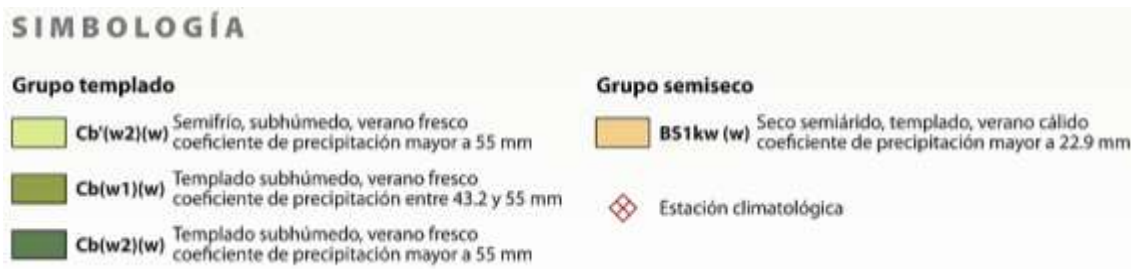 SIMBOLOGÍA
Grupo templado
Cb'(w2)(w) Semifrío, subhúmedo, verano fresco
coeficiente de precipitación mayor a 55 mm
Cb(w1)(w) Templado subhúmedo, verano fresco
coeficiente de precipitación entre 43.2 y 55 mm
Cb(w2)(w) Templado subhúmedo, verano fresco
coeficiente de precipitación mayor a 55 mm
Grupo semiseco
BS1kw (w) Seco semiárido, templado, verano cálido
coeficiente de precipitación mayor a 22.9 mm
Estación climatológica